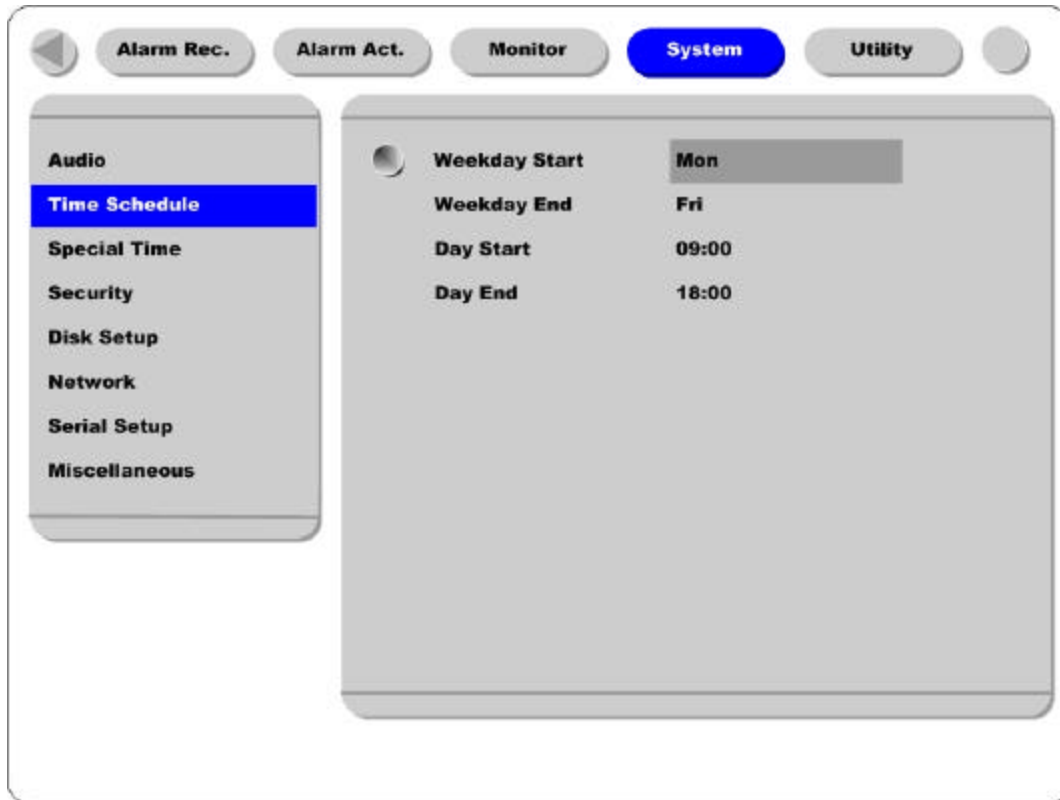 Alarm Rec. Alarm Act. Monitor System Utility
Audio
Time Schedule
Special Time
Security
Disk Setup
Network
Serial Setup
Miscellaneous
Weekday Start Mon
Weekday End Fri
Day Start 09:00
Day End 18:00